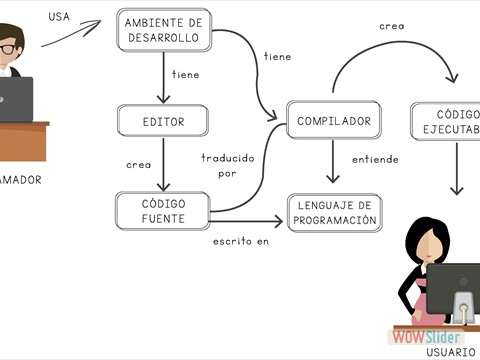 USA
AMBIENTE DE
DESARROLLO
crea
tiene
tiene
EDITOR
COMPILADOR
CÓDIGO
EJECUTAB
crea
traducido
por
entiende
AMADOR
CÓDIGO
FUENTE
LENGUAJE DE
PROGRAMACIÓN
escrito en
WOWSlider
USUARIO